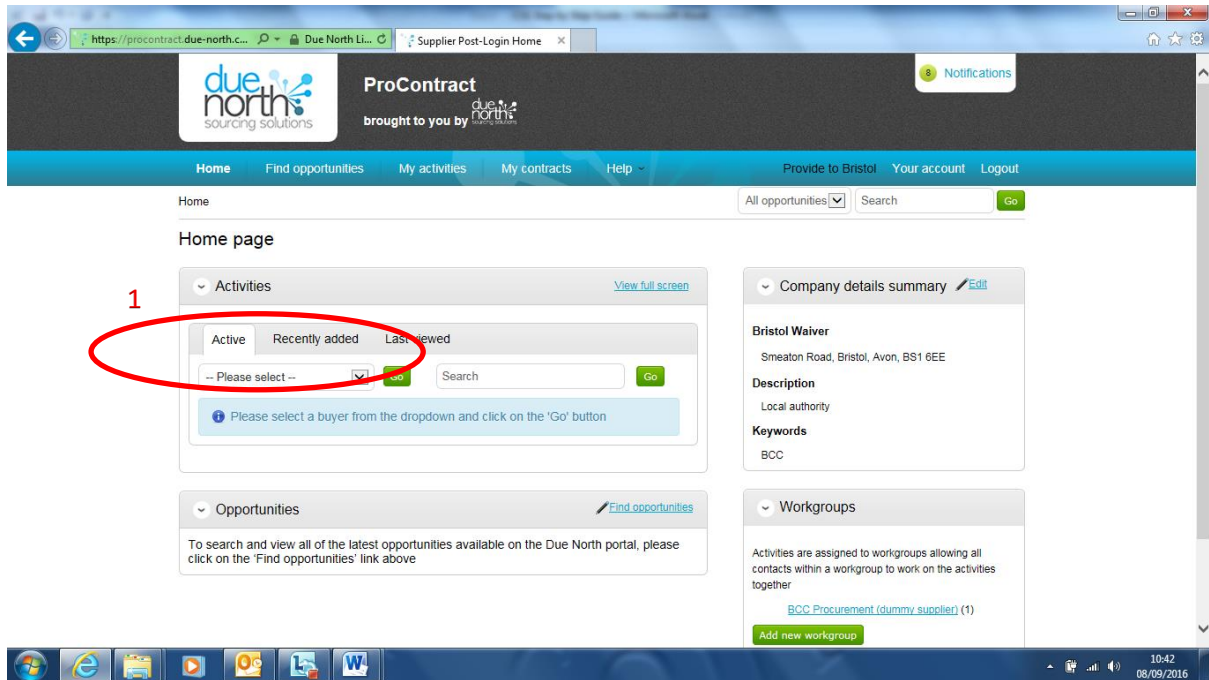 https://procontract.due-north.c...
Due North Li...
Supplier Post-Login Home
due north
sourcing solutions
ProContract
brought to you by due north
8 Notifications
Home Find opportunities My activities My contracts Help
Provide to Bristol Your account Logout
Home
All opportunities Search Go
Home page
1
Activities View full screen
Active Recently added Last viewed
-- Please select -- Go Search Go
Please select a buyer from the dropdown and click on the 'Go' button
Opportunities Find opportunities
To search and view all of the latest opportunities available on the Due North portal, please
click on the 'Find opportunities' link above
Company details summary Edit
Bristol Waiver
Smeaton Road, Bristol, Avon, BS1 6EE
Description
Local authority
Keywords
BCC
Workgroups
Activities are assigned to workgroups allowing all
contacts within a workgroup to work on the activities
together
BCC Procurement (dummy supplier) (1)
Add new workgroup
10:42
08/09/2016